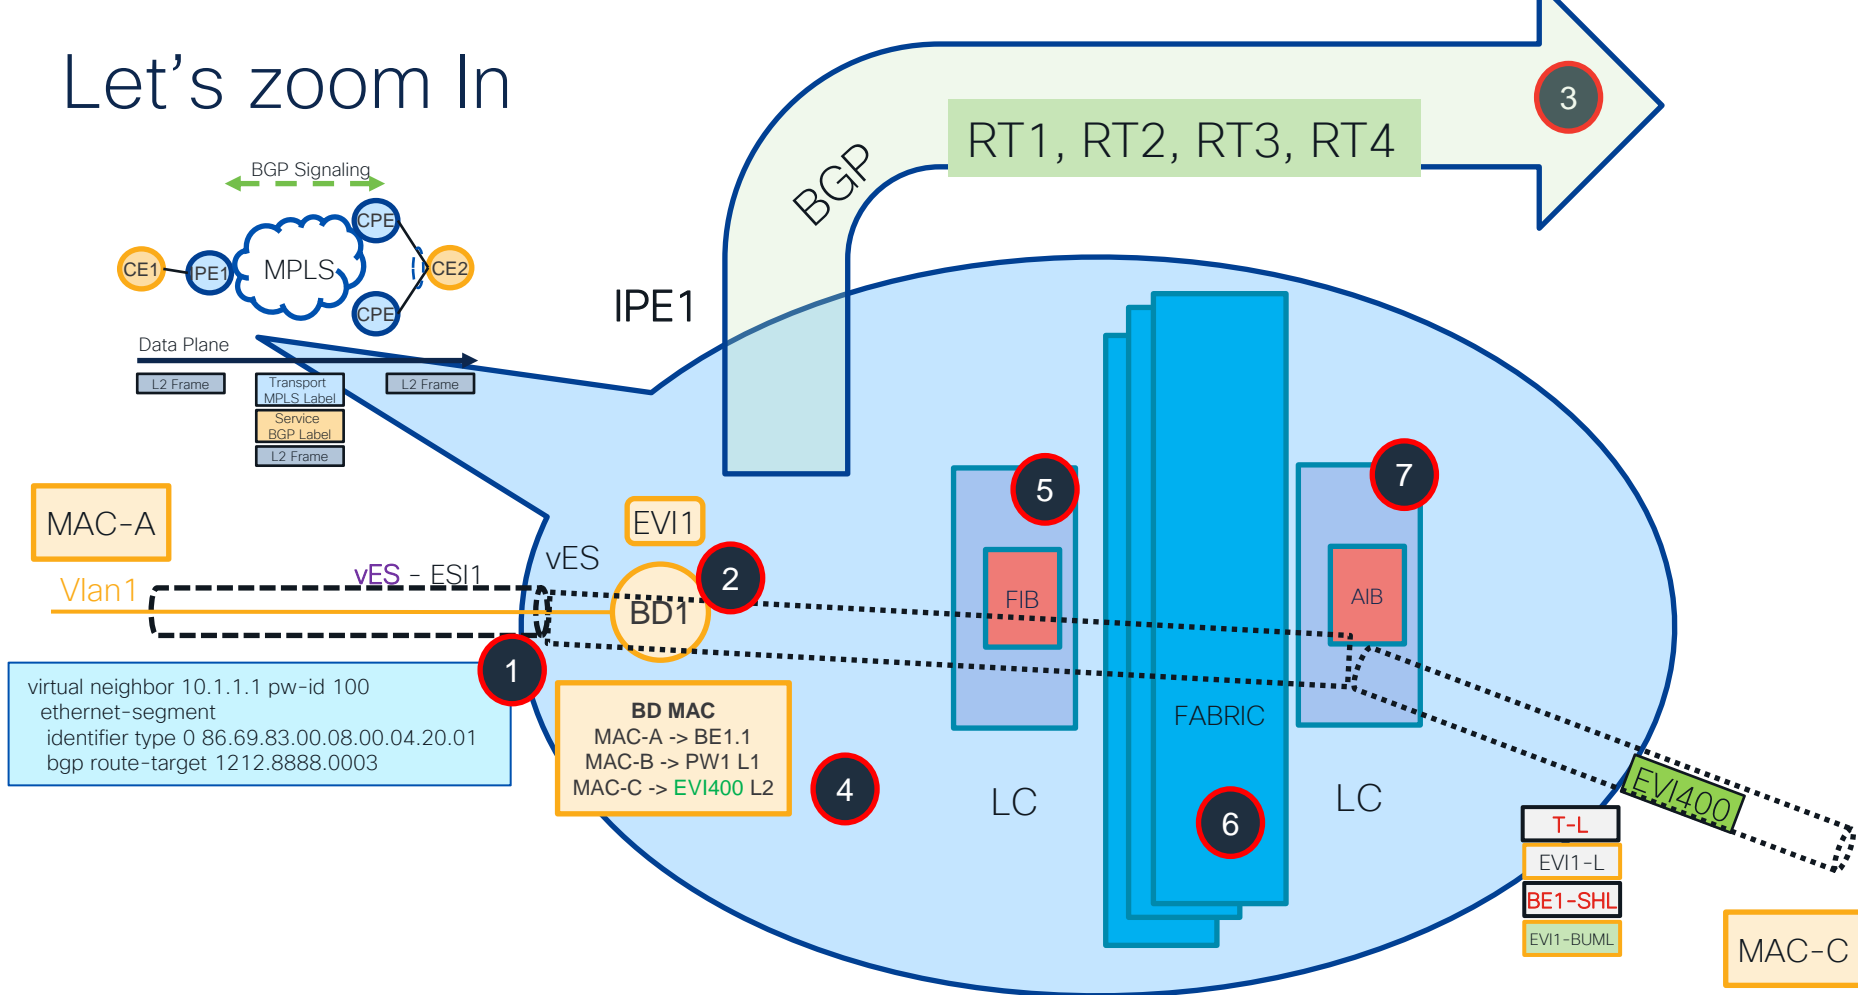 Let's zoom In
BGP Signaling
CPE
CE1
IPE1
MPLS
CE2
CPE
Data Plane
L2 Frame
Transport
MPLS Label
L2 Frame
Service
BGP Label
L2 Frame
BGP
RT1, RT2, RT3, RT4
3
IPE1
MAC-A
Vlan1
vES - ESI1
vES
EVI1
2
BD1
1
virtual neighbor 10.1.1.1 pw-id 100
ethernet-segment
identifier type 0 86.69.83.00.08.00.04.20.01
bgp route-target 1212.8888.0003
BD MAC
MAC-A -> BE1.1
MAC-B -> PW1 L1
MAC-C -> EVI400 L2
4
5
FIB
LC
FABRIC
6
7
AIB
LC
EVI400
T-L
EVI1-L
BE1-SHL
EVI1-BUML
MAC-C